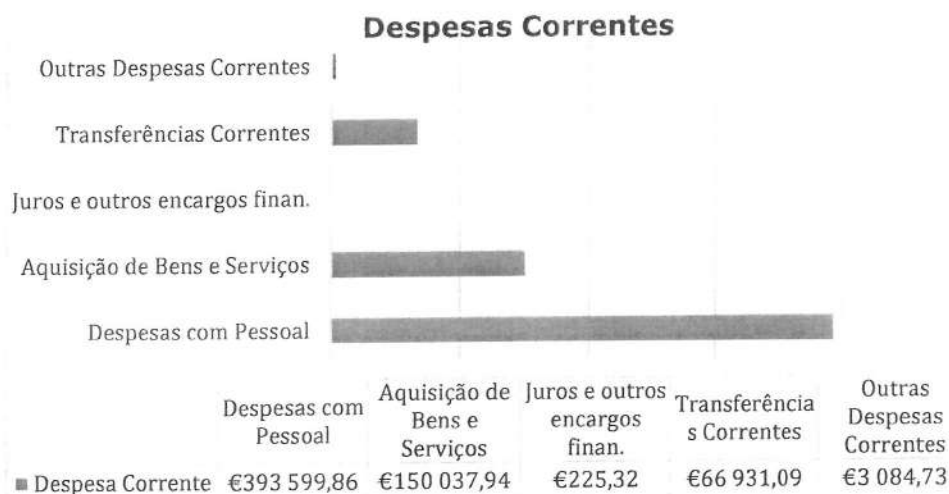 Despesas Correntes
Outras Despesas Correntes
Transferências Correntes
Juros e outros encargos finan.
Aquisição de Bens e Serviços
Despesas com Pessoal
Despesas com
Pessoal
Aquisição de
Bens e
Serviços
Juros e outros
encargos
finan.
Transferência
s Correntes
Outras
Despesas
Correntes
Despesa Corrente €393 599,86 €150 037,94 €225,32 €66 931,09 €3 084,73